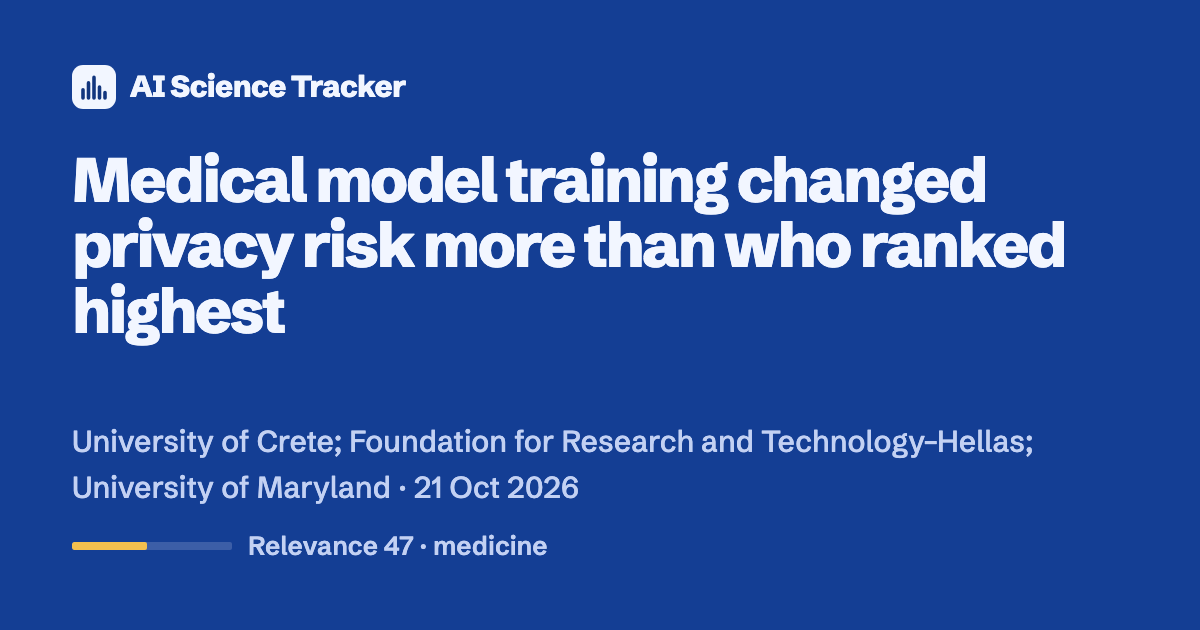 AI Science Tracker
Medical model training changed
privacy risk more than who ranked
highest
University of Crete; Foundation for Research and Technology–Hellas;
University of Maryland · 21 Oct 2026
Relevance 47 · medicine